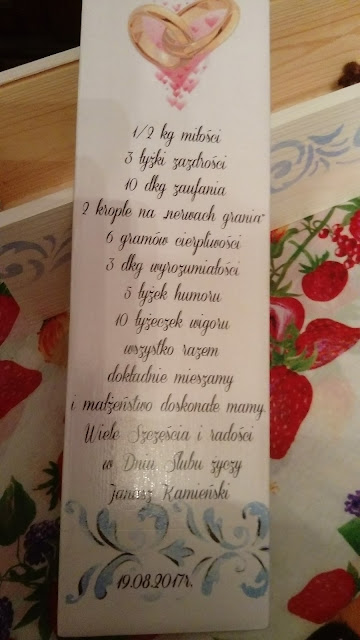 1/2 kg miłości
3 łyżki zazdrości
10 dkg zaufania
2 krople na „nerwach grania"
6 gramów cierpliwości
3 dkg wyrozumiałości
5 łyżek humoru
10 łyżeczek wigoru
wszystko razem
dokładnie mieszamy
i małżeństwo doskonałe mamy.
Wiele Szczęścia i radości
w Dniu Ślubu życzy
Janusz Kamieński
19.08.2017r.